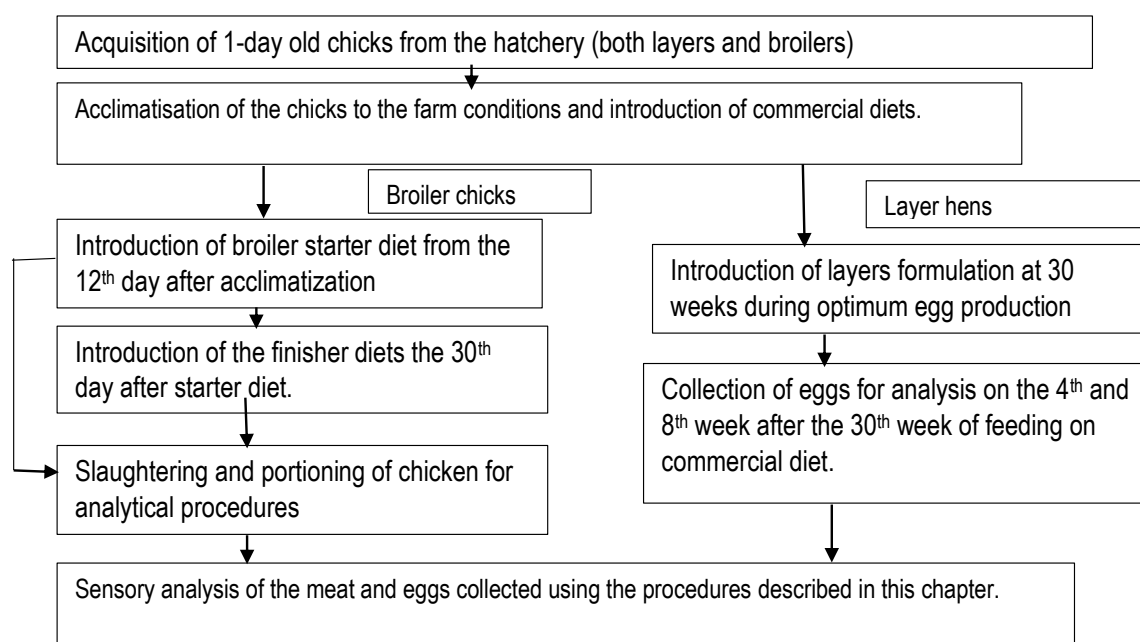 Acquisition of 1-day old chicks from the hatchery (both layers and broilers)
Acclimatisation of the chicks to the farm conditions and introduction of commercial diets.
Broiler chicks
Layer hens
Introduction of broiler starter diet from the
12th day after acclimatization
Introduction of layers formulation at 30
weeks during optimum egg production
Introduction of the finisher diets the 30th
day after starter diet.
Collection of eggs for analysis on the 4th and
8th week after the 30th week of feeding on
commercial diet.
Slaughtering and portioning of chicken for
analytical procedures
Sensory analysis of the meat and eggs collected using the procedures described in this chapter.